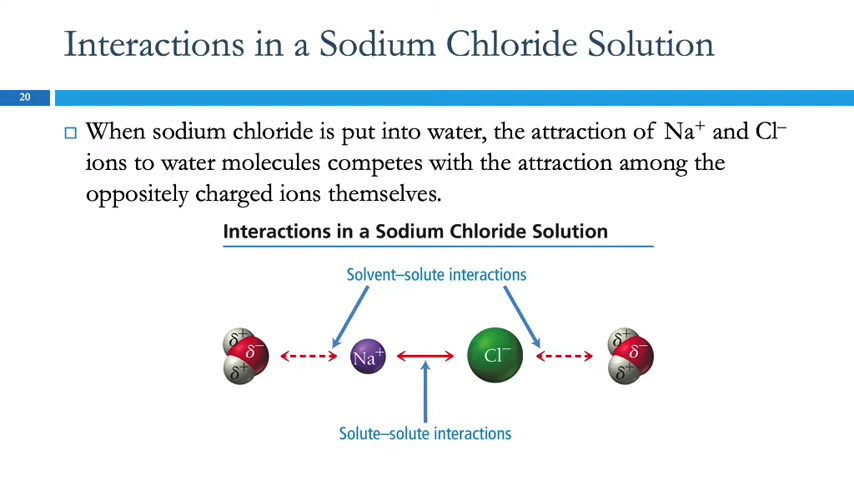 Interactions in a Sodium Chloride Solution
20
When sodium chloride is put into water, the attraction of Na⁺ and Cl⁻
ions to water molecules competes with the attraction among the
oppositely charged ions themselves.
Interactions in a Sodium Chloride Solution
Solvent–solute interactions
δ⁺ δ⁻ δ⁺ Na⁺ Cl⁻ δ⁺ δ⁻ δ⁺
Solute–solute interactions